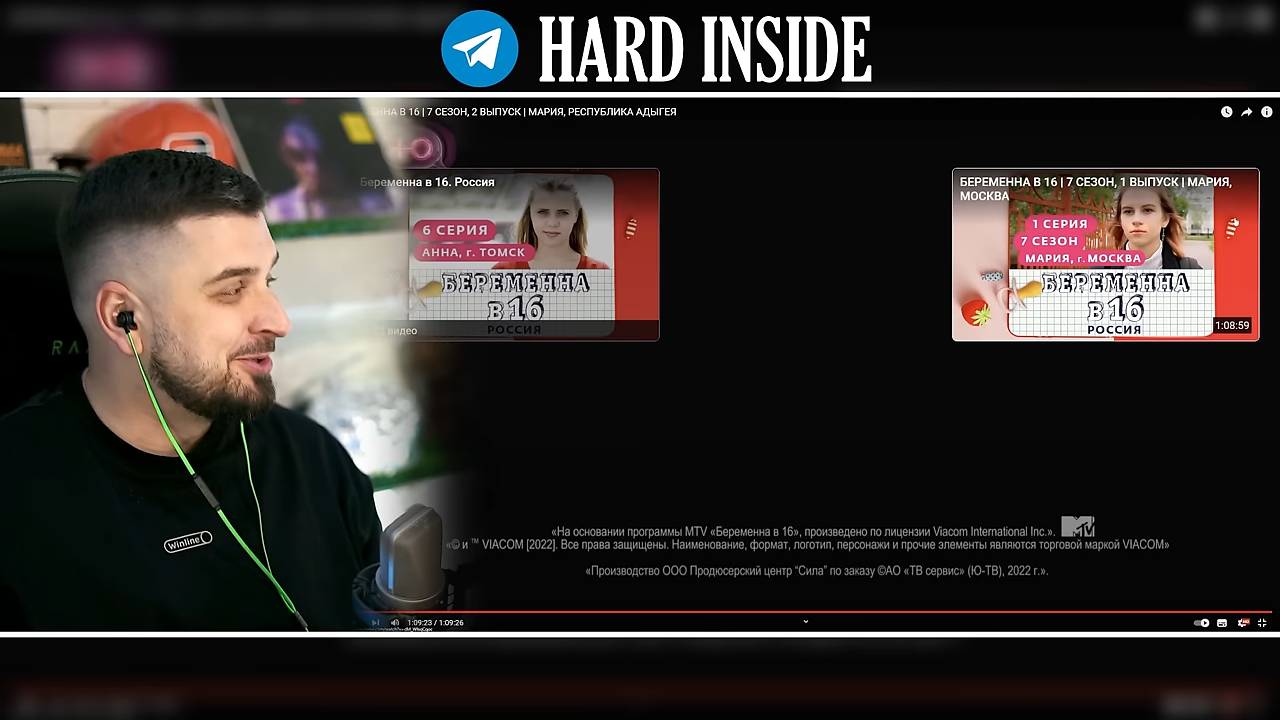 HARD INSIDE
ННА В 16 | 7 СЕЗОН, 2 ВЫПУСК | МАРИЯ, РЕСПУБЛИКА АДЫГЕЯ
Беременна в 16. Россия
6 СЕРИЯ
АННА, г. ТОМСК
БЕРЕМЕННА
в 16
РОССИЯ
видео
БЕРЕМЕННА В 16 | 7 СЕЗОН, 1 ВЫПУСК | МАРИЯ,
МОСКВА
1 СЕРИЯ
7 СЕЗОН
МАРИЯ, г. МОСКВА
БЕРЕМЕННА
в 16
РОССИЯ
1:08:59
RA
Winline
«На основании программы MTV «Беременна в 16», произведено по лицензии Viacom International Inc.».
MTV
«© и ™ VIACOM [2022]. Все права защищены. Наименование, формат, логотип, персонажи и прочие элементы являются торговой маркой VIACOM»
«Производство ООО Продюсерский центр “Сила” по заказу ©АО «ТВ сервис» (Ю-ТВ), 2022 г.».
1:09:23 / 1:09:26